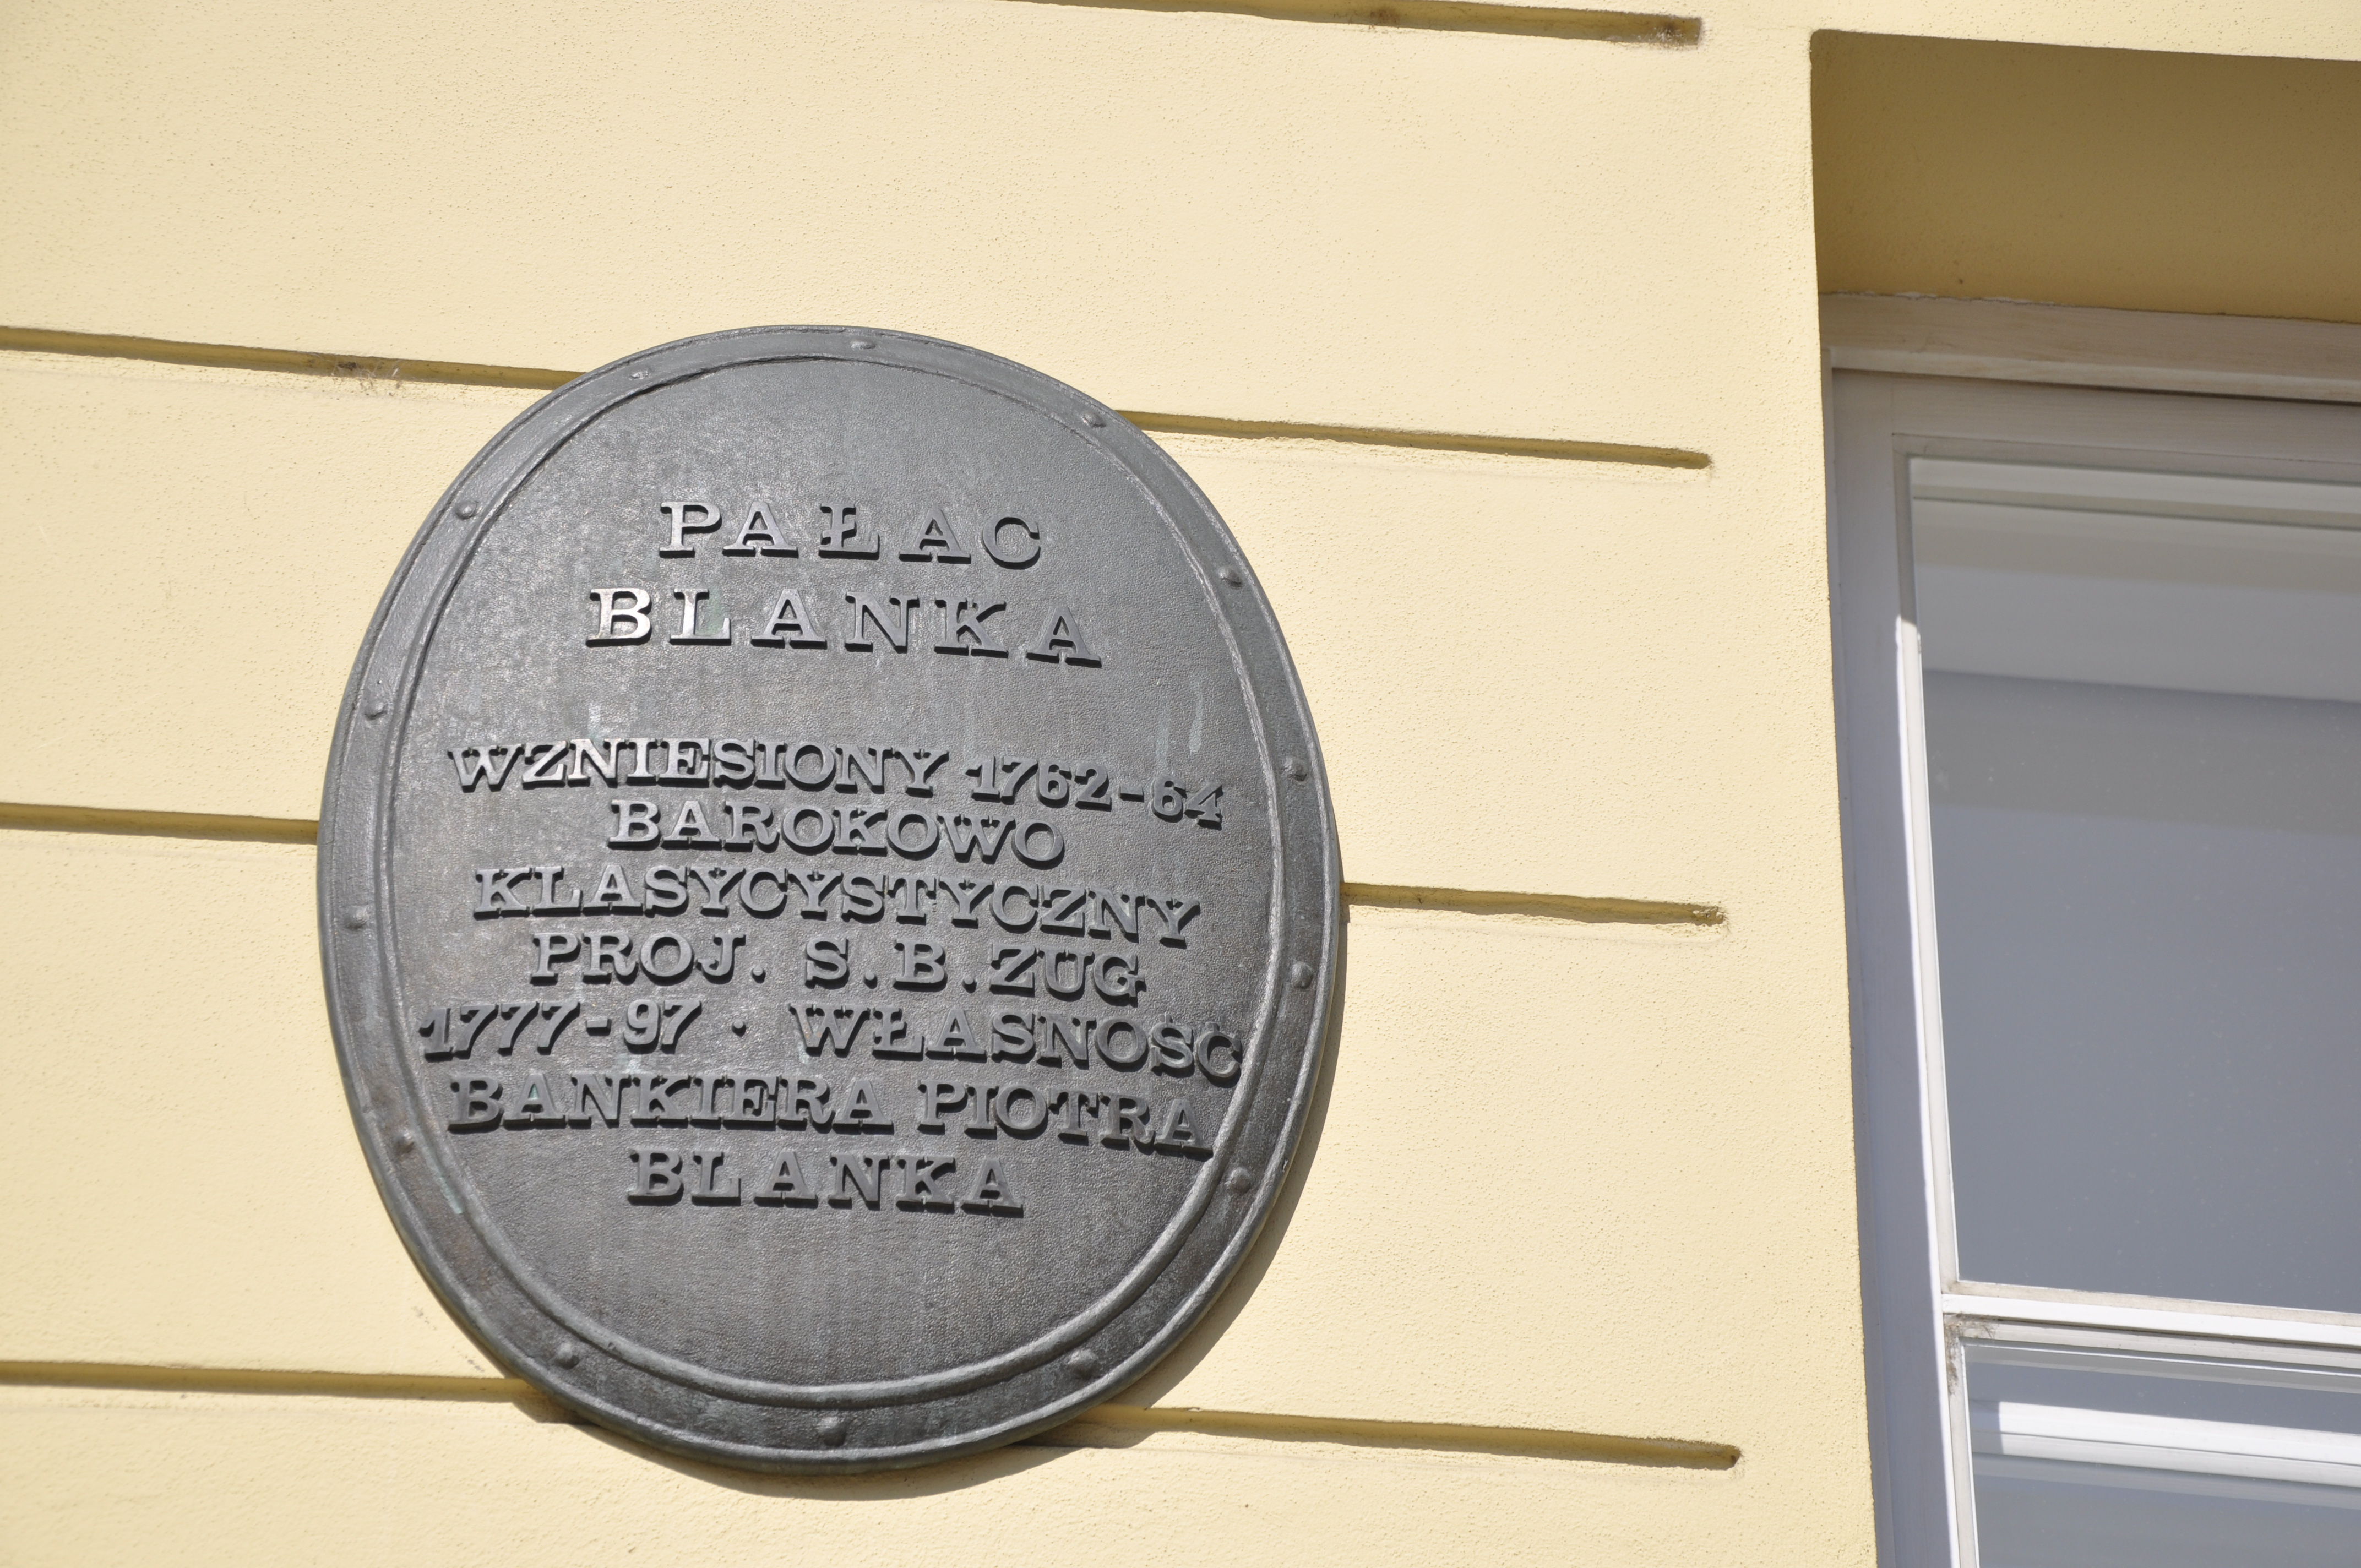 PAŁAC
BLANKA
WZNIESIONY 1762-64
BAROKOWO
KLASYCYSTYCZNY
PROJ. S.B.ZUG
1777-97 · WŁASNOŚĆ
BANKIERA PIOTRA
BLANKA